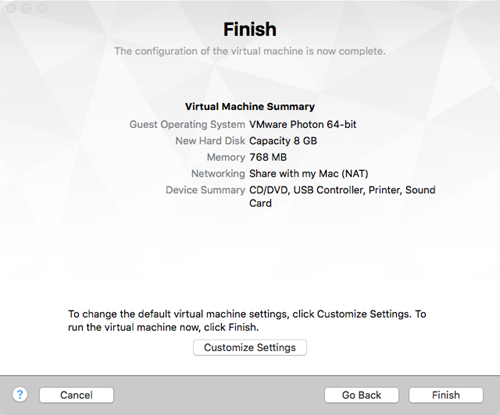 Finish
The configuration of the virtual machine is now complete.
Virtual Machine Summary
Guest Operating System VMware Photon 64-bit
New Hard Disk Capacity 8 GB
Memory 768 MB
Networking Share with my Mac (NAT)
Device Summary CD/DVD, USB Controller, Printer, Sound
Card
To change the default virtual machine settings, click Customize Settings. To
run the virtual machine now, click Finish.
Customize Settings
? Cancel Go Back Finish